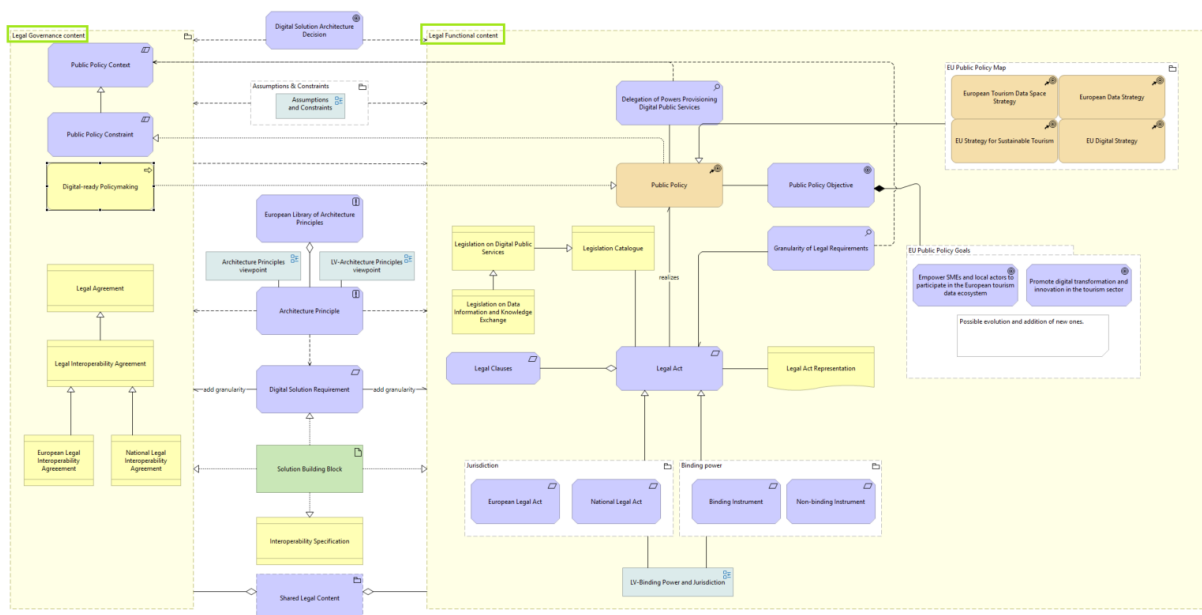 Legal Governance content
Public Policy Context
Public Policy Constraint
Digital-ready Policymaking
Legal Agreement
Legal Interoperability Agreement
European Legal
Interoperability
Agreeement
National Legal
Interoperability
Agreement
Digital Solution Architecture
Decision
Assumptions & Constraints
Assumptions
and Constraints
European Library of Architecture
Principles
Architecture Principles
viewpoint
LV-Architecture Principles
viewpoint
Architecture Principle
add granularity
Digital Solution Requirement
add granularity
Solution Building Block
Interoperability Specification
Shared Legal Content
Legal Functional content
Delegation of Powers Provisioning
Digital Public Services
Public Policy
Public Policy Objective
EU Public Policy Map
European Tourism Data Space
Strategy
European Data Strategy
EU Strategy for Sustainable Tourism
EU Digital Strategy
Legislation on Digital Public
Services
Legislation Catalogue
Legislation on Data
Information and Knowledge
Exchange
realizes
Granularity of Legal Requirements
EU Public Policy Goals
Empower SMEs and local actors to
participate in the European tourism
data ecosystem
Promote digital transformation and
innovation in the tourism sector
Possible evolution and addition of new ones.
Legal Clauses
Legal Act
Legal Act Representation
Jurisdiction
European Legal Act
National Legal Act
Binding power
Binding Instrument
Non-binding Instrument
LV-Binding Power and Jurisdiction